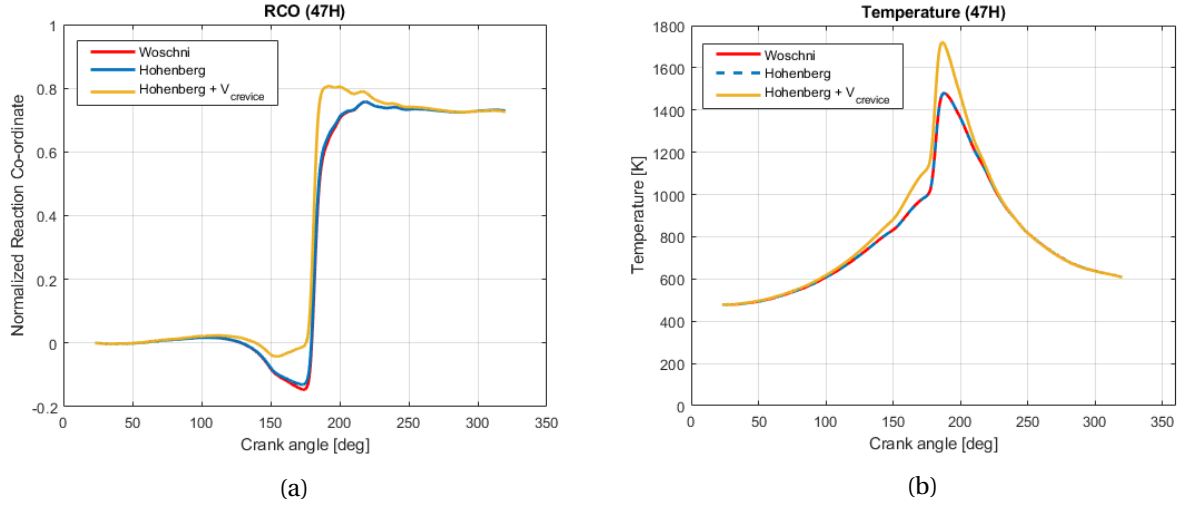 RCO (47H)
Woschni
Hohenberg
Hohenberg + V_crevice
Normalized Reaction Co-ordinate
1
0.8
0.6
0.4
0.2
0
-0.2
0 50 100 150 200 250 300 350
Crank angle [deg]
(a)
Temperature (47H)
Woschni
Hohenberg
Hohenberg + V_crevice
Temperature [K]
1800
1600
1400
1200
1000
800
600
400
200
0
0 50 100 150 200 250 300 350
Crank angle [deg]
(b)